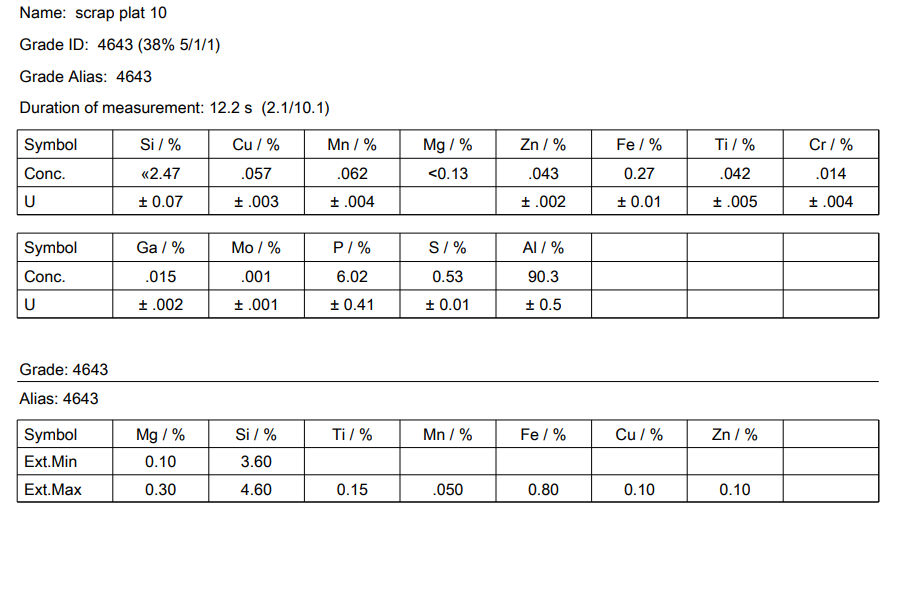 Name:  scrap plat 10
Grade ID:  4643 (38% 5/1/1)
Grade Alias:  4643
Duration of measurement: 12.2 s  (2.1/10.1)
Symbol Si / % Cu / % Mn / % Mg / % Zn / % Fe / % Ti / % Cr / %
Conc. «2.47 .057 .062 <0.13 .043 0.27 .042 .014
U ± 0.07 ± .003 ± .004 ± .002 ± 0.01 ± .005 ± .004
Symbol Ga / % Mo / % P / % S / % Al / %
Conc. .015 .001 6.02 0.53 90.3
U ± .002 ± .001 ± 0.41 ± 0.01 ± 0.5
Grade: 4643
Alias: 4643
Symbol Mg / % Si / % Ti / % Mn / % Fe / % Cu / % Zn / %
Ext.Min 0.10 3.60
Ext.Max 0.30 4.60 0.15 .050 0.80 0.10 0.10